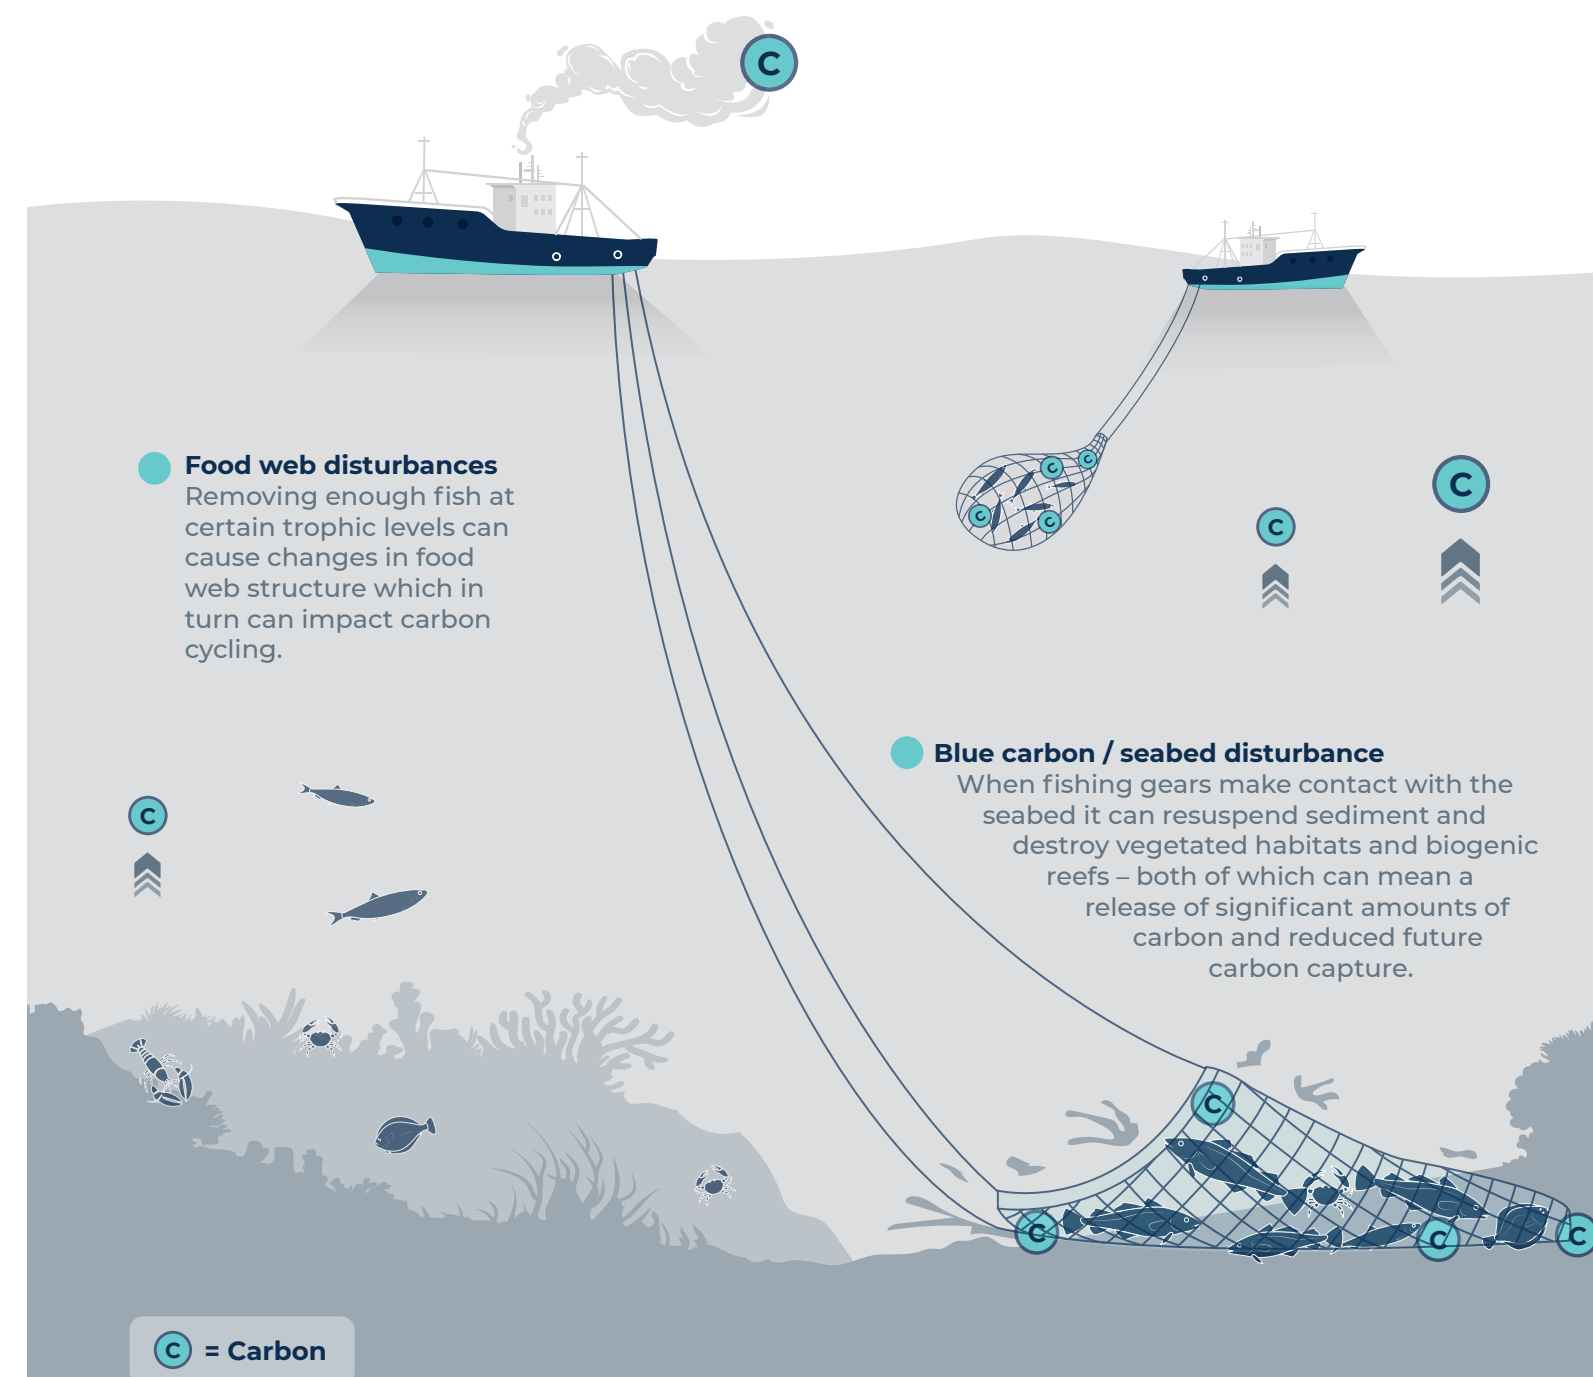 C
C
C
C
C
C
C
Food web disturbances
Removing enough fish at
certain trophic levels can
cause changes in food
web structure which in
turn can impact carbon
cycling.
Blue carbon / seabed disturbance
When fishing gears make contact with the
seabed it can resuspend sediment and
destroy vegetated habitats and biogenic
reefs – both of which can mean a
release of significant amounts of
carbon and reduced future
carbon capture.
C
C
C
C
C
C = Carbon